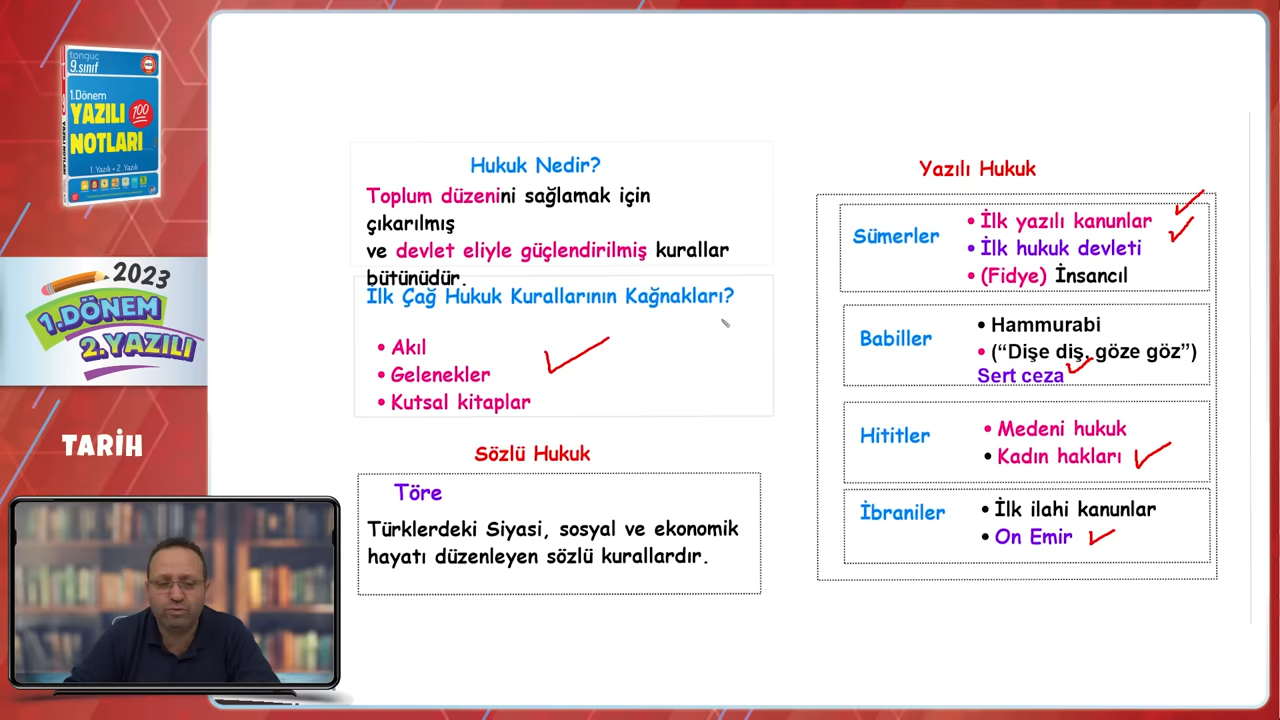 tonguç
9.sınıf
1.Dönem
YAZILI
100
NOTLARI
1.Yazılı • 2.Yazılı
YAZILI NOTLARI
2023
1.DÖNEM
2.YAZILI
TARİH
Hukuk Nedir?
Toplum düzenini sağlamak için
çıkarılmış
ve devlet eliyle güçlendirilmiş kurallar
bütünüdür.
İlk Çağ Hukuk Kurallarının Kağnakları?
• Akıl
• Gelenekler
• Kutsal kitaplar
Sözlü Hukuk
Töre
Türklerdeki Siyasi, sosyal ve ekonomik
hayatı düzenleyen sözlü kurallardır.
Yazılı Hukuk
Sümerler
• İlk yazılı kanunlar
• İlk hukuk devleti
• (Fidye) İnsancıl
Babiller
• Hammurabi
• (“Dişe diş, göze göz”)
Sert ceza
Hititler
• Medeni hukuk
• Kadın hakları
İbraniler
• İlk ilahi kanunlar
• On Emir